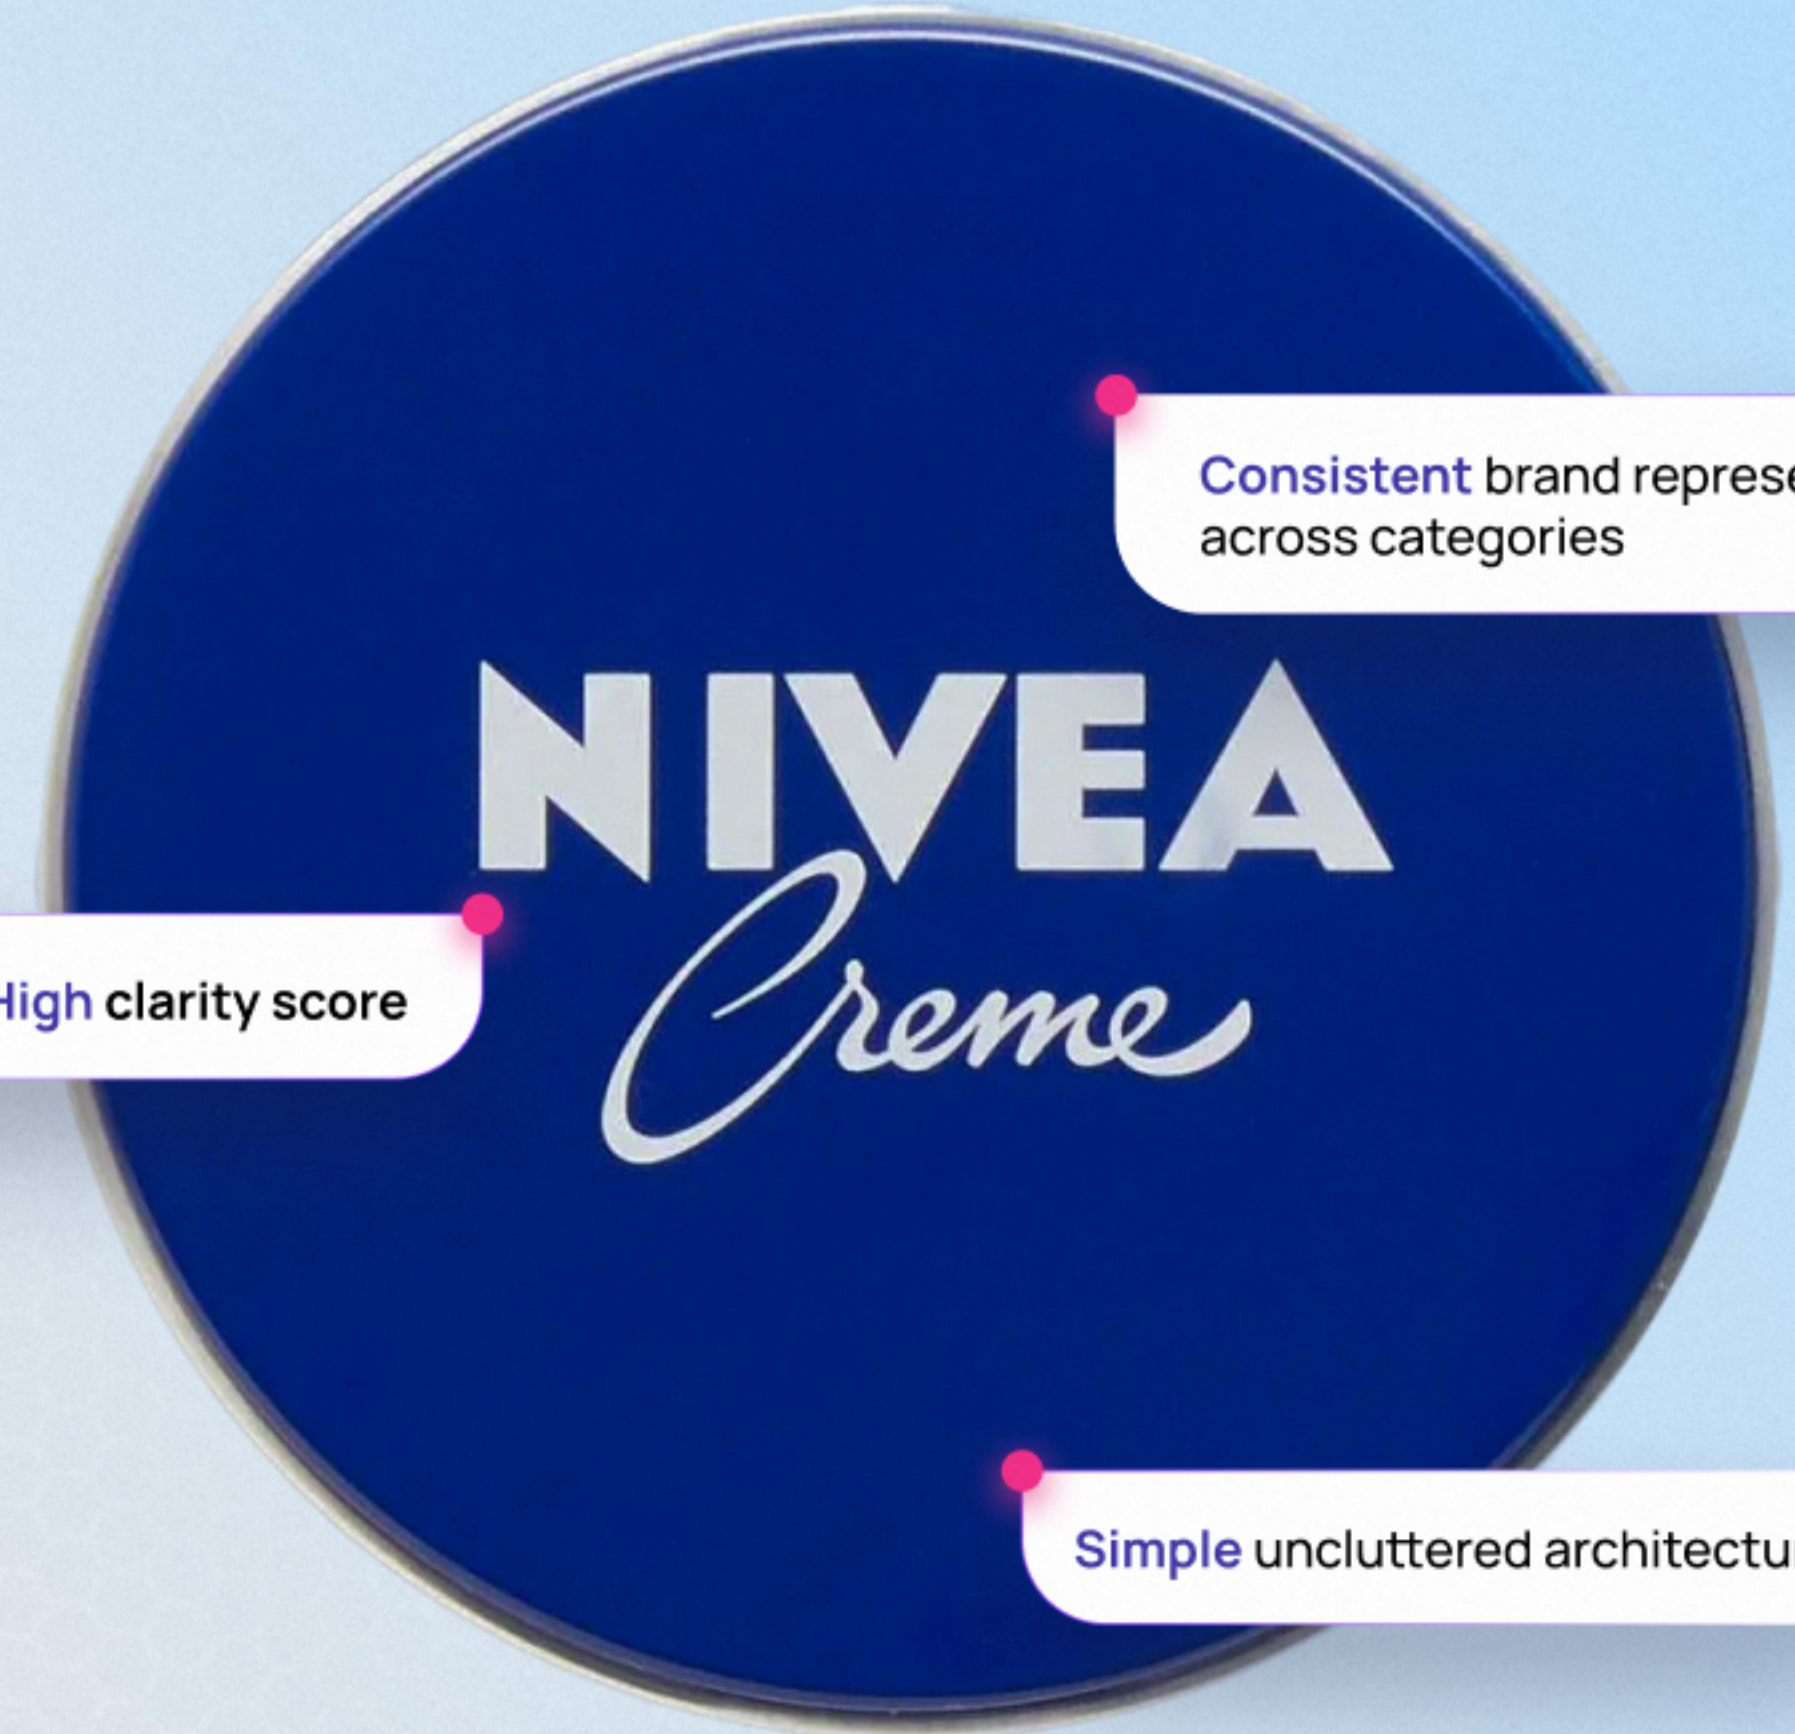 Consistent brand represe
across categories
NIVEA
Creme
High clarity score
Simple uncluttered architectu